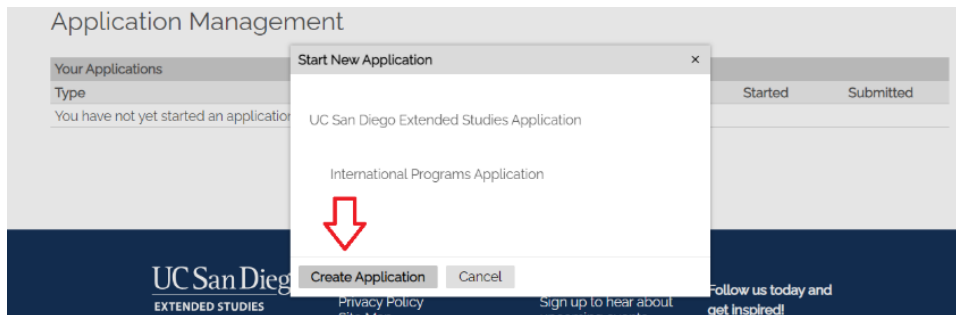 Application Management
Start New Application ×
Your Applications
Type Started Submitted
You have not yet started an application
UC San Diego Extended Studies Application
International Programs Application
Create Application Cancel
UC San Dieg
EXTENDED STUDIES
Privacy Policy
Sign up to hear about
Follow us today and
get inspired!